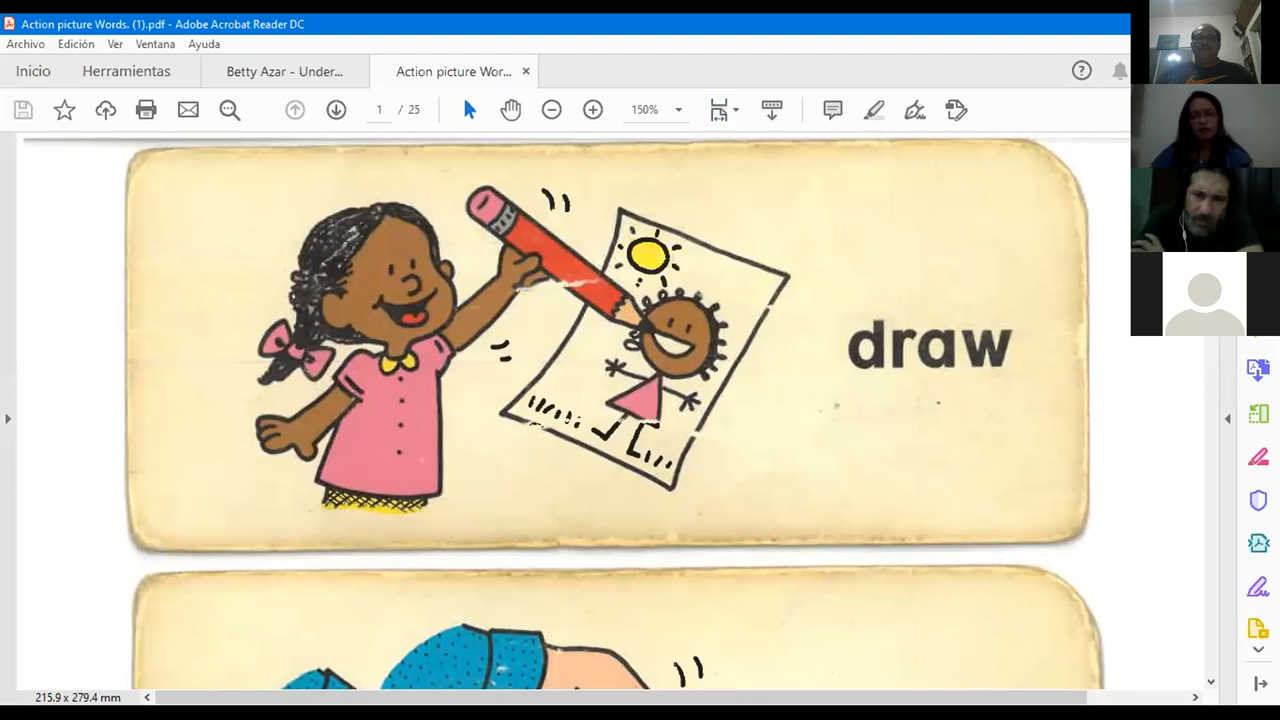 Action picture Words. (1).pdf - Adobe Acrobat Reader DC
Archivo Edición Ver Ventana Ayuda
Inicio Herramientas Betty Azar - Under... Action picture Wor... ×
1 / 25 150%
draw
215.9 x 279.4 mm